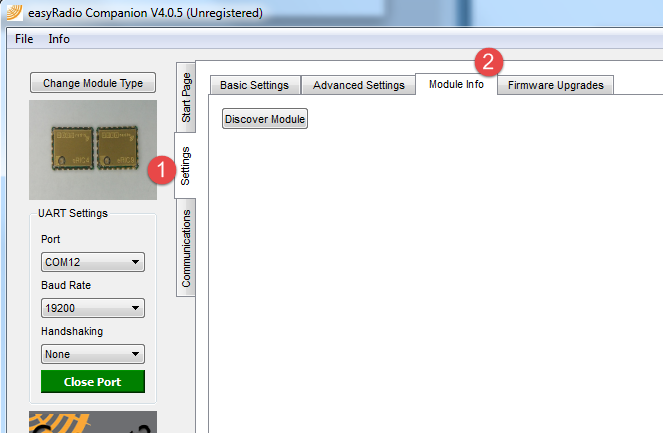 easyRadio Companion V4.0.5 (Unregistered)
File Info
Change Module Type
UART Settings
Port
COM12
Baud Rate
19200
Handshaking
None
Close Port
Start Page
1
Settings
Communications
2
Basic Settings
Advanced Settings
Module Info
Firmware Upgrades
Discover Module